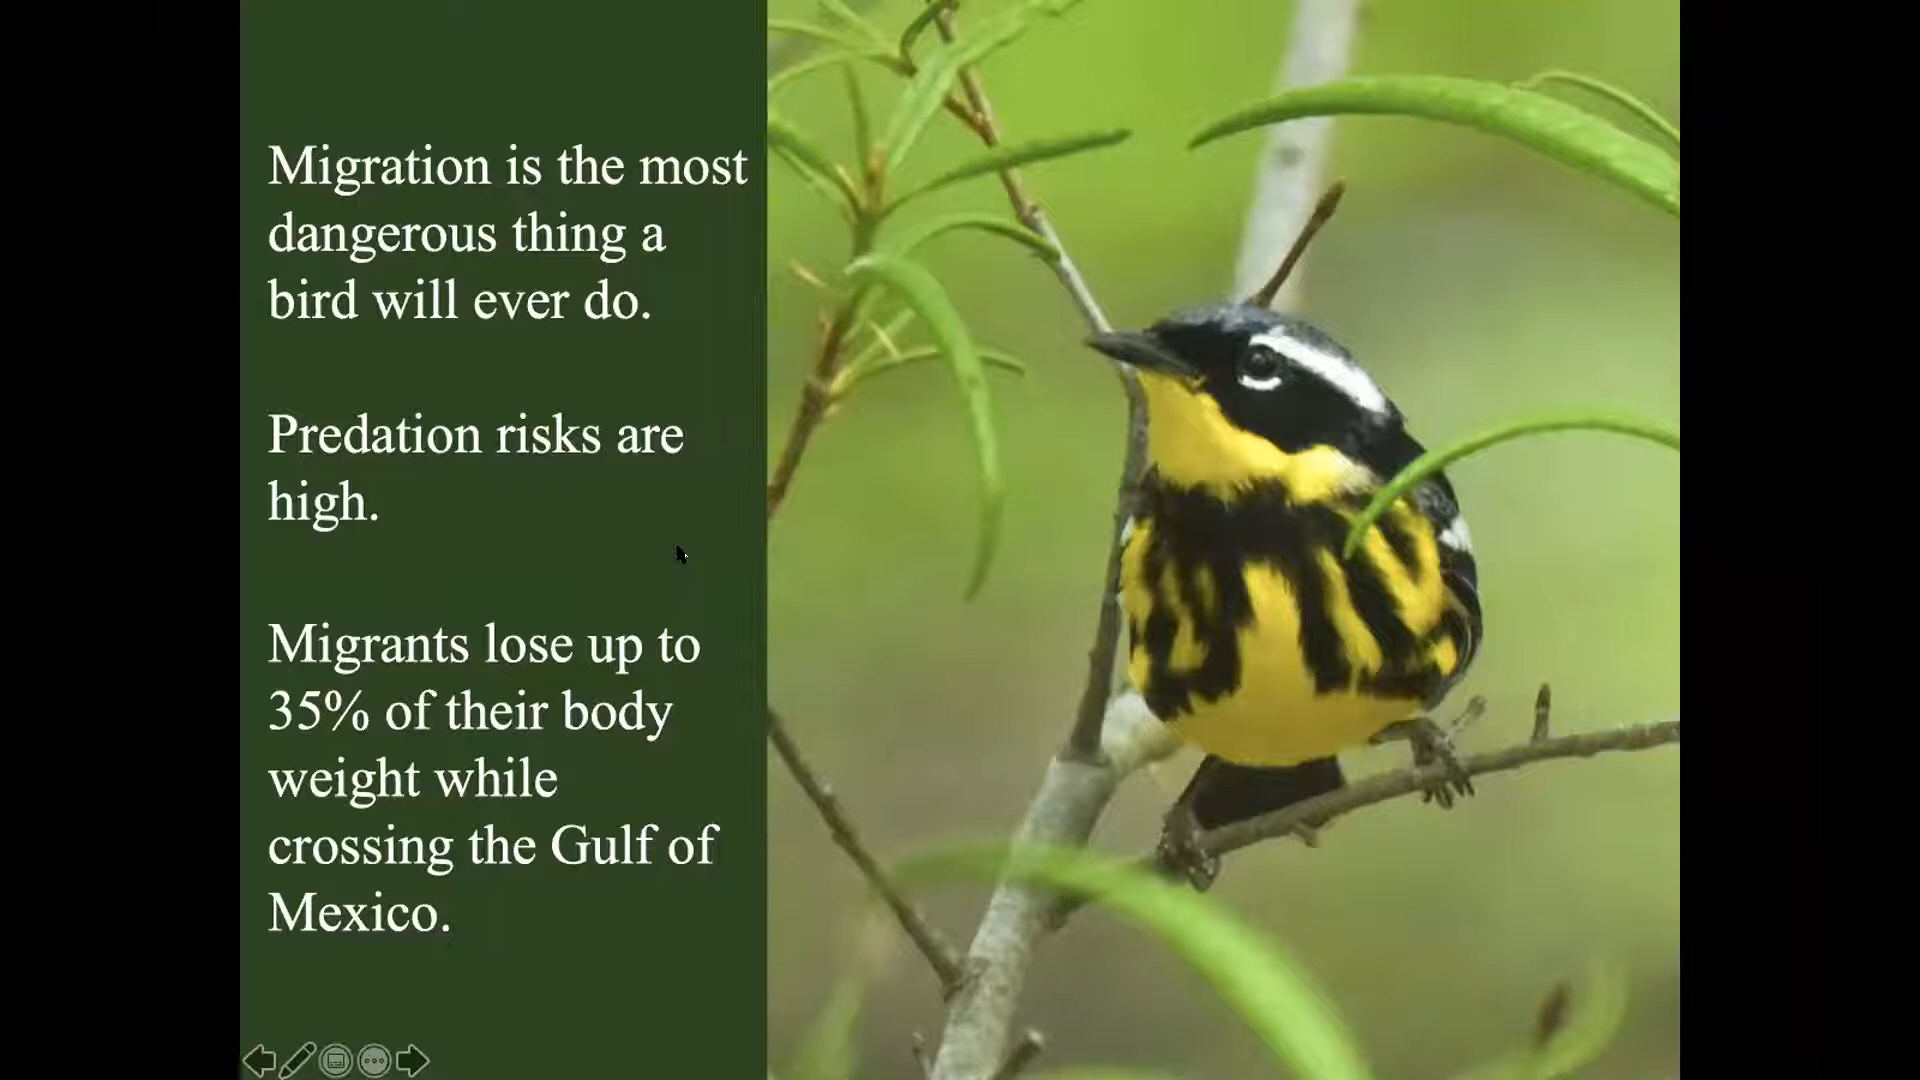 Migration is the most
dangerous thing a
bird will ever do.
Predation risks are
high.
Migrants lose up to
35% of their body
weight while
crossing the Gulf of
Mexico.